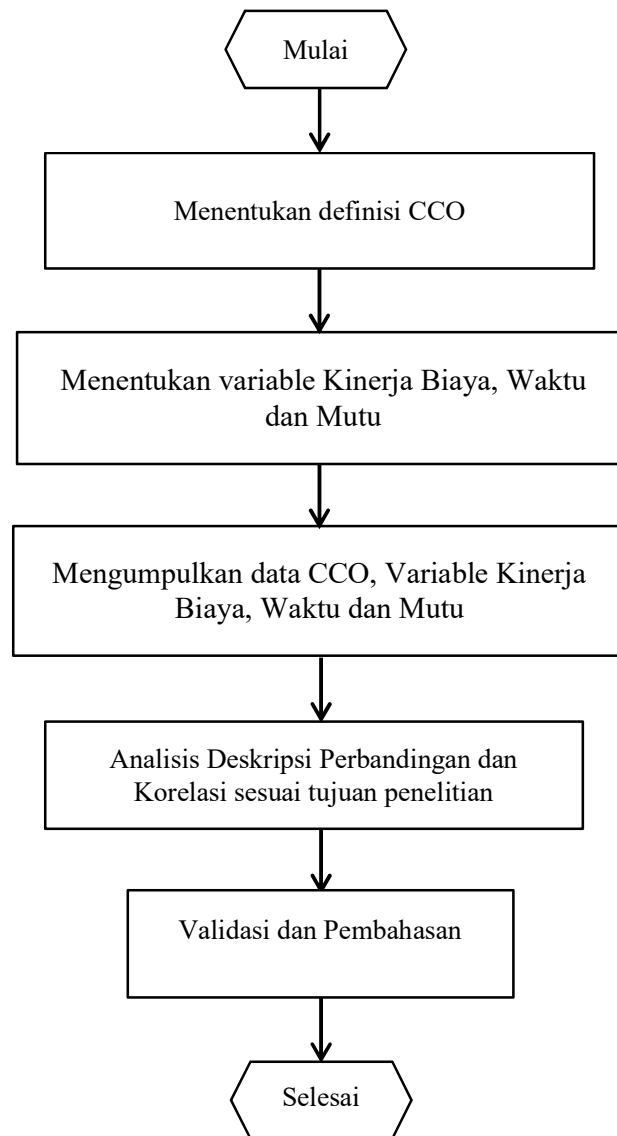 Mulai
Menentukan definisi CCO
Menentukan variable Kinerja Biaya, Waktu
dan Mutu
Mengumpulkan data CCO, Variable Kinerja
Biaya, Waktu dan Mutu
Analisis Deskripsi Perbandingan dan
Korelasi sesuai tujuan penelitian
Validasi dan Pembahasan
Selesai